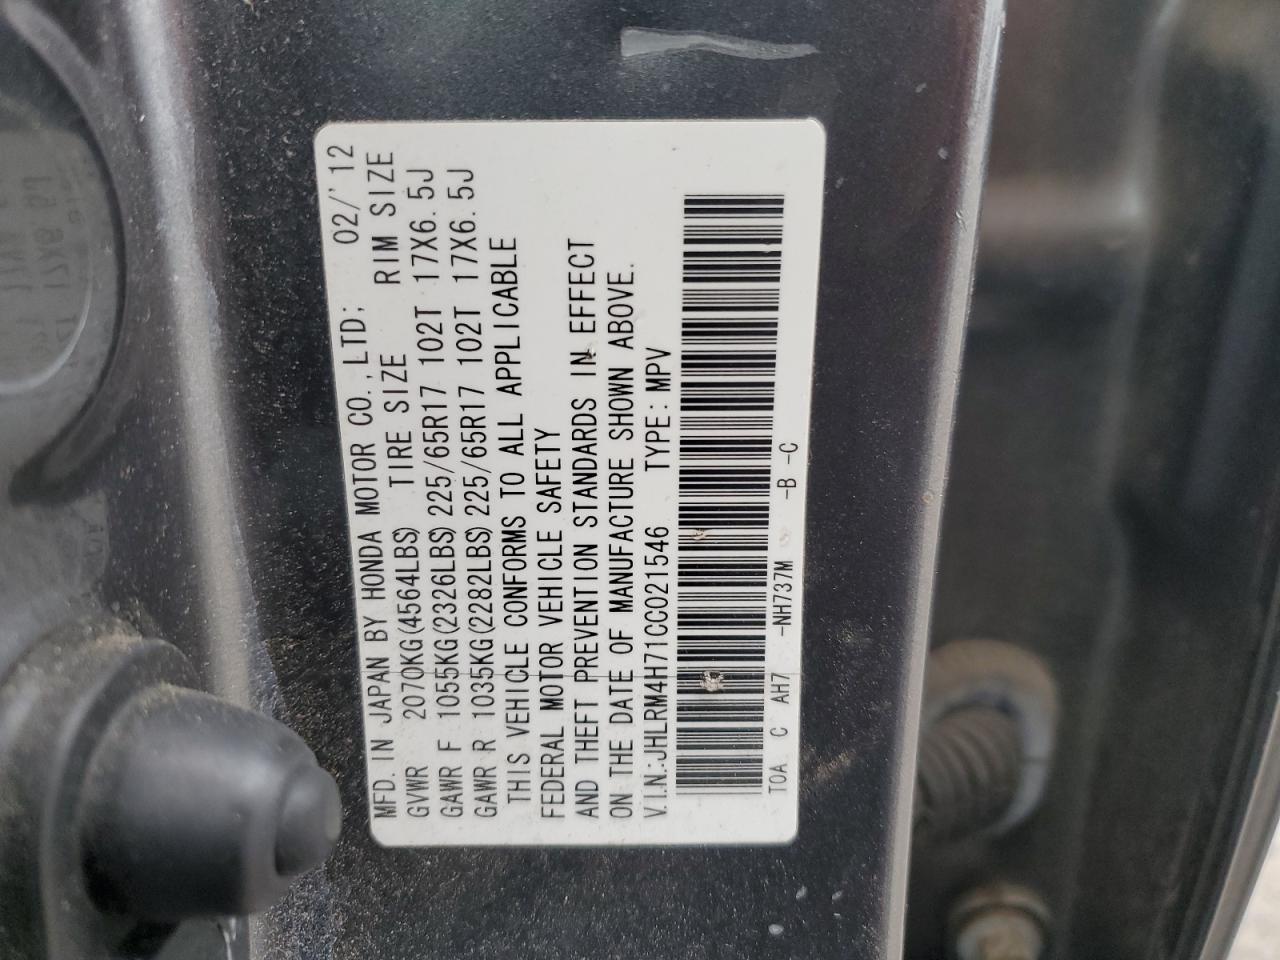 MFD. IN JAPAN BY HONDA MOTOR CO., LTD; 02/'12
GVWR 2070KG(4564LBS) TIRE SIZE RIM SIZE
GAWR F 1055KG(2326LBS) 225/65R17 102T 17X6.5J
GAWR R 1035KG(2282LBS) 225/65R17 102T 17X6.5J
THIS VEHICLE CONFORMS TO ALL APPLICABLE
FEDERAL MOTOR VEHICLE SAFETY
AND THEFT PREVENTION STANDARDS IN EFFECT
ON THE DATE OF MANUFACTURE SHOWN ABOVE.
V.I.N.:JHLRM4H71CC021546 TYPE: MPV
TOA C AH7 -NH737M -B -C